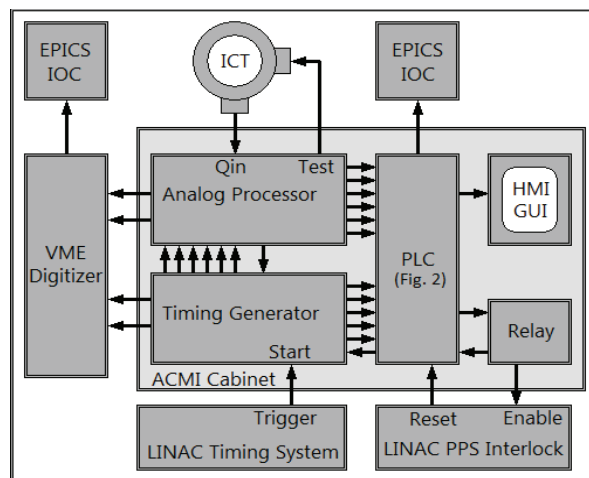 EPICS
IOC
ICT
EPICS
IOC
Qin
Test
Analog Processor
HMI
GUI
VME
Digitizer
PLC
(Fig. 2)
Timing Generator
Start
Relay
ACMI Cabinet
Trigger
LINAC Timing System
Reset
Enable
LINAC PPS Interlock